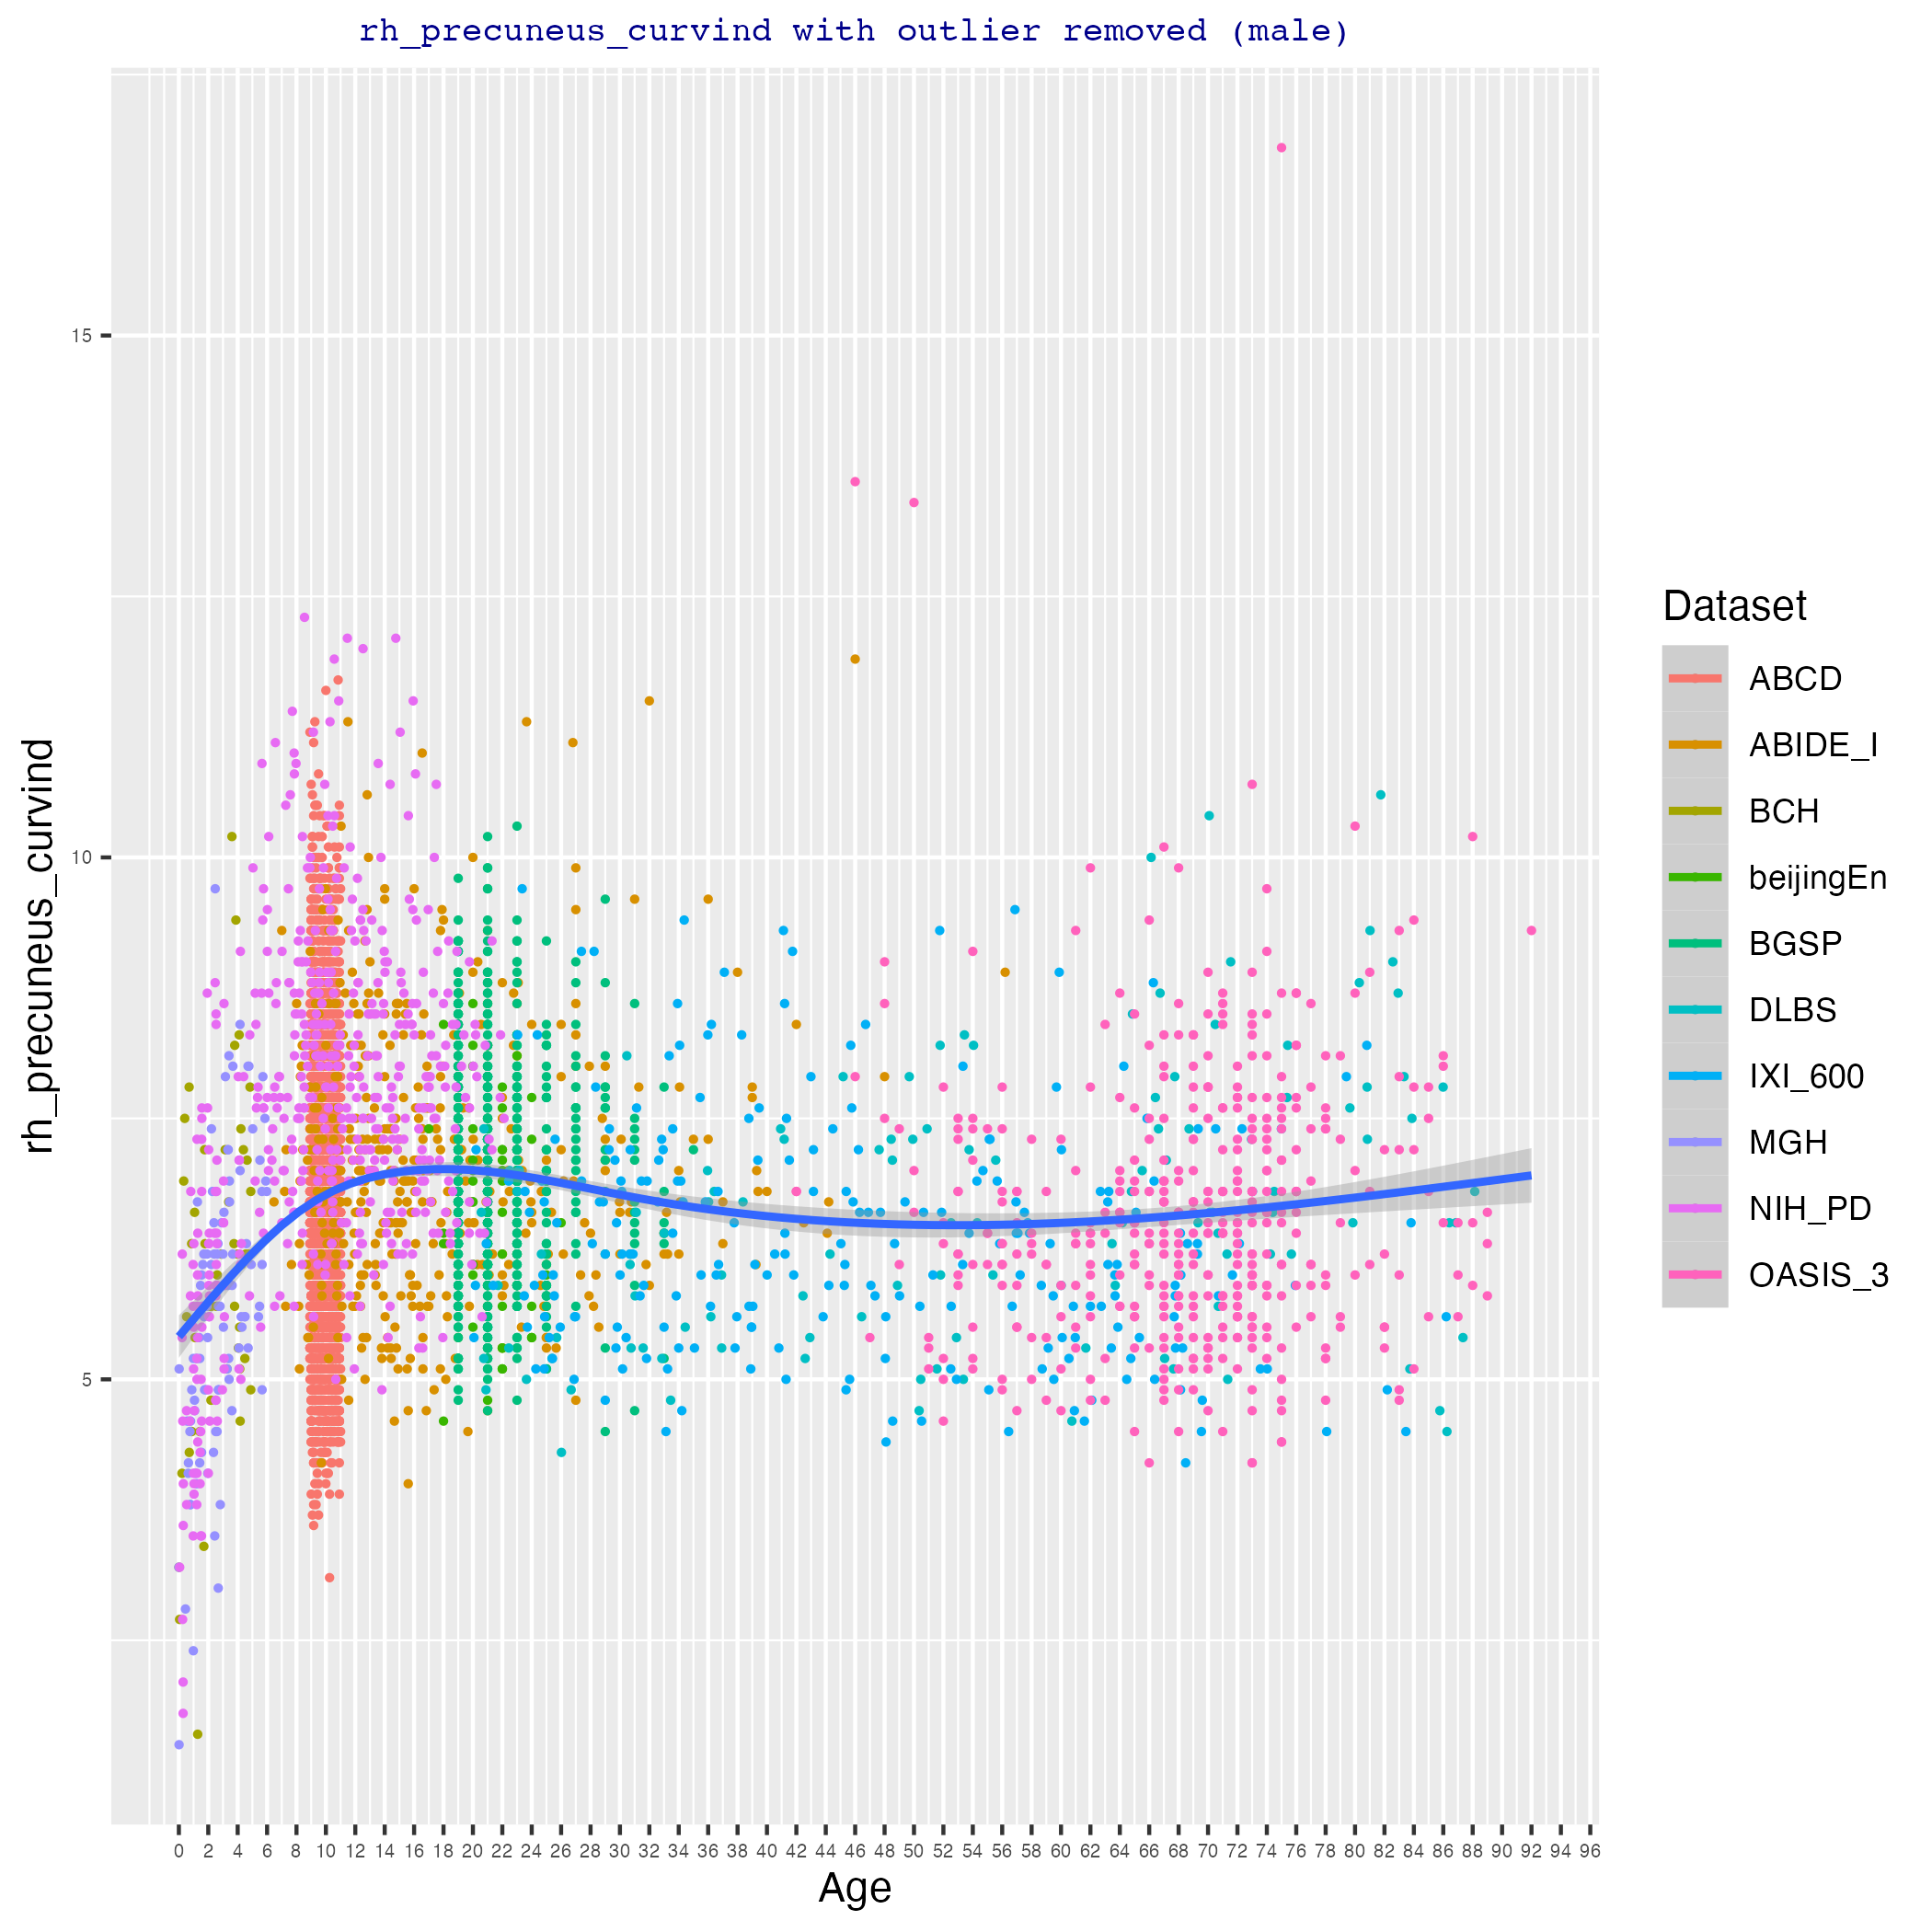 rh_precuneus_curvind with outlier removed (male)
rh_precuneus_curvind
15
10
5
0 2 4 6 8 10 12 14 16 18 20 22 24 26 28 30 32 34 36 38 40 42 44 46 48 50 52 54 56 58 60 62 64 66 68 70 72 74 76 78 80 82 84 86 88 90 92 94 96
Age
Dataset
ABCD
ABIDE_I
BCH
beijingEn
BGSP
DLBS
IXI_600
MGH
NIH_PD
OASIS_3